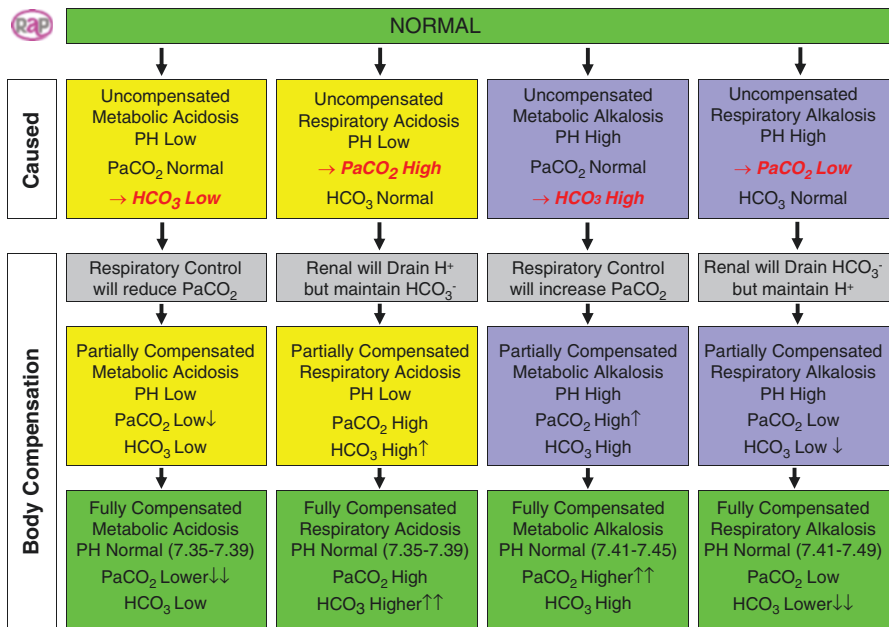 RaP
NORMAL
Caused
Uncompensated
Metabolic Acidosis
PH Low
PaCO₂ Normal
→ HCO₃ Low
Uncompensated
Respiratory Acidosis
PH Low
→ PaCO₂ High
HCO₃ Normal
Uncompensated
Metabolic Alkalosis
PH High
PaCO₂ Normal
→ HCO₃ High
Uncompensated
Respiratory Alkalosis
PH High
→ PaCO₂ Low
HCO₃ Normal
Body Compensation
Respiratory Control
will reduce PaCO₂
Renal will Drain H⁺
but maintain HCO₃⁻
Respiratory Control
will increase PaCO₂
Renal will Drain HCO₃⁻
but maintain H⁺
Partially Compensated
Metabolic Acidosis
PH Low
PaCO₂ Low↓
HCO₃ Low
Partially Compensated
Respiratory Acidosis
PH Low
PaCO₂ High
HCO₃ High↑
Partially Compensated
Metabolic Alkalosis
PH High
PaCO₂ High↑
HCO₃ High
Partially Compensated
Respiratory Alkalosis
PH High
PaCO₂ Low
HCO₃ Low ↓
Fully Compensated
Metabolic Acidosis
PH Normal (7.35-7.39)
PaCO₂ Lower↓↓
HCO₃ Low
Fully Compensated
Respiratory Acidosis
PH Normal (7.35-7.39)
PaCO₂ High
HCO₃ Higher↑↑
Fully Compensated
Metabolic Alkalosis
PH Normal (7.41-7.45)
PaCO₂ Higher↑↑
HCO₃ High
Fully Compensated
Respiratory Alkalosis
PH Normal (7.41-7.49)
PaCO₂ Low
HCO₃ Lower↓↓